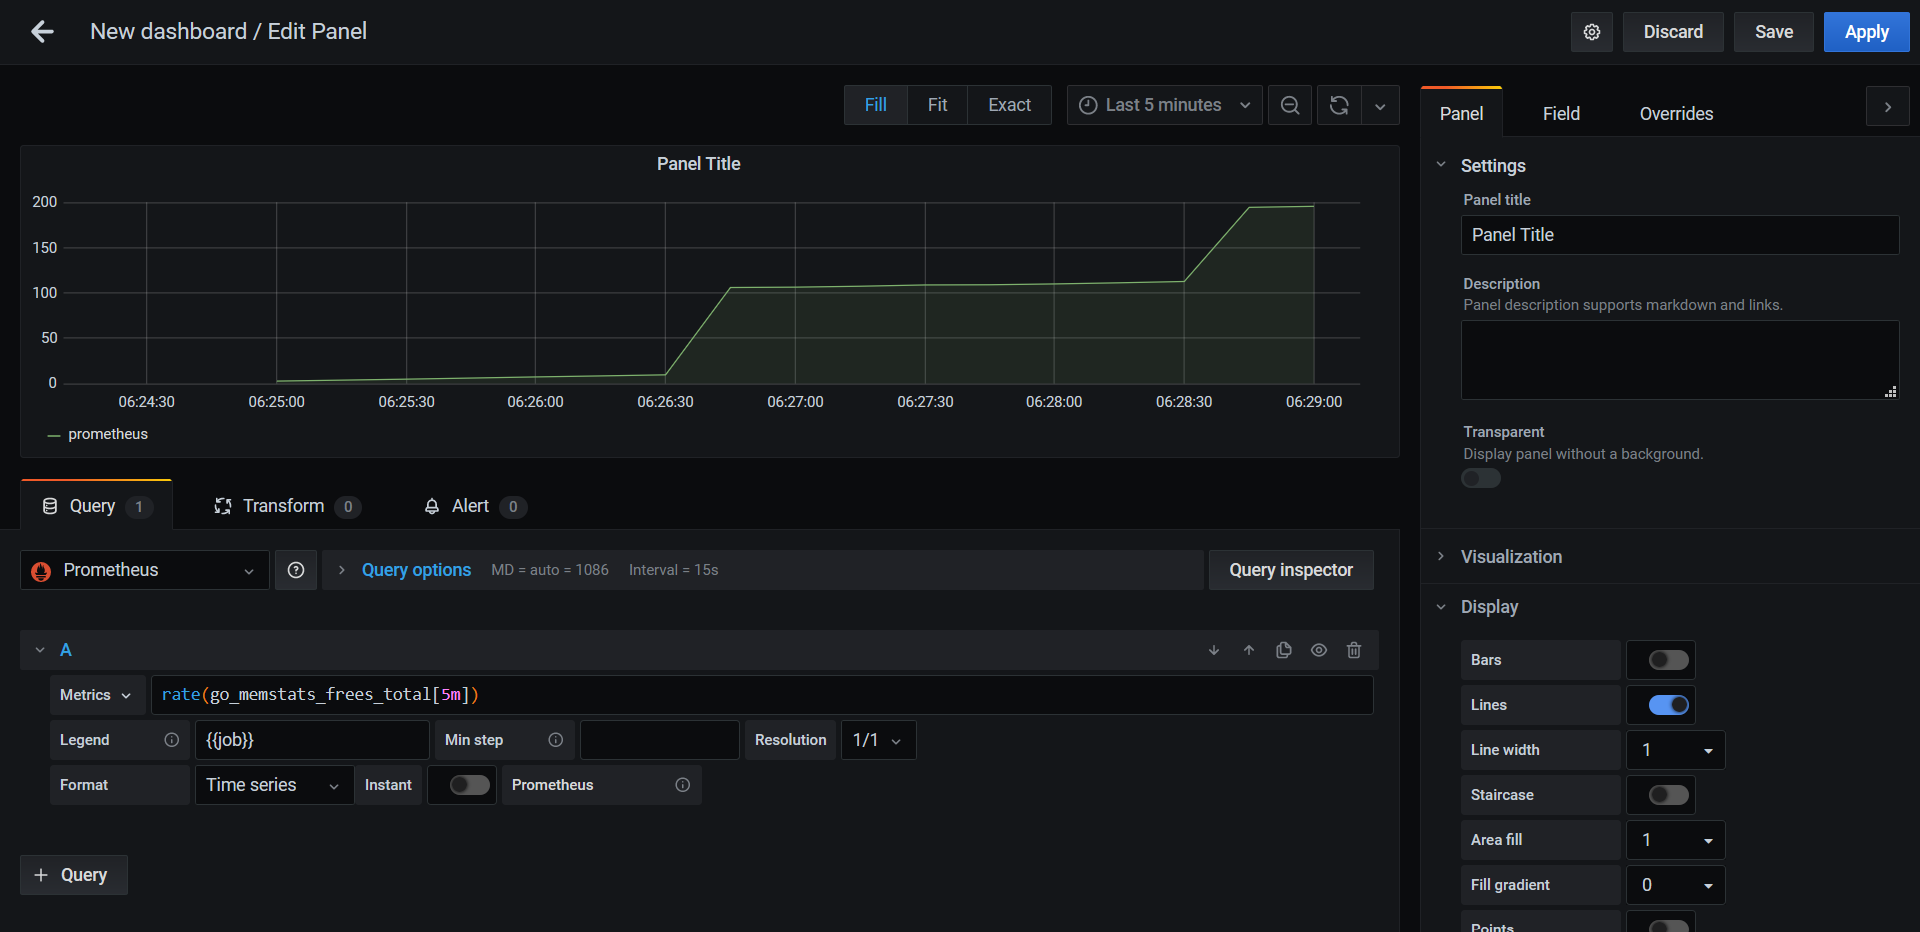 New dashboard / Edit Panel
Discard
Save
Apply
Fill
Fit
Exact
Last 5 minutes
Panel Title
200
150
100
50
0
06:24:30 06:25:00 06:25:30 06:26:00 06:26:30 06:27:00 06:27:30 06:28:00 06:28:30 06:29:00
prometheus
Query 1
Transform 0
Alert 0
Prometheus
Query options MD = auto = 1086 Interval = 15s
Query inspector
A
Metrics
rate(go_memstats_frees_total[5m])
Legend
{{job}}
Min step
Resolution
1/1
Format
Time series
Instant
Prometheus
+ Query
Panel
Field
Overrides
Settings
Panel title
Panel Title
Description
Panel description supports markdown and links.
Transparent
Display panel without a background.
Visualization
Display
Bars
Lines
Line width
1
Staircase
Area fill
1
Fill gradient
0
Points